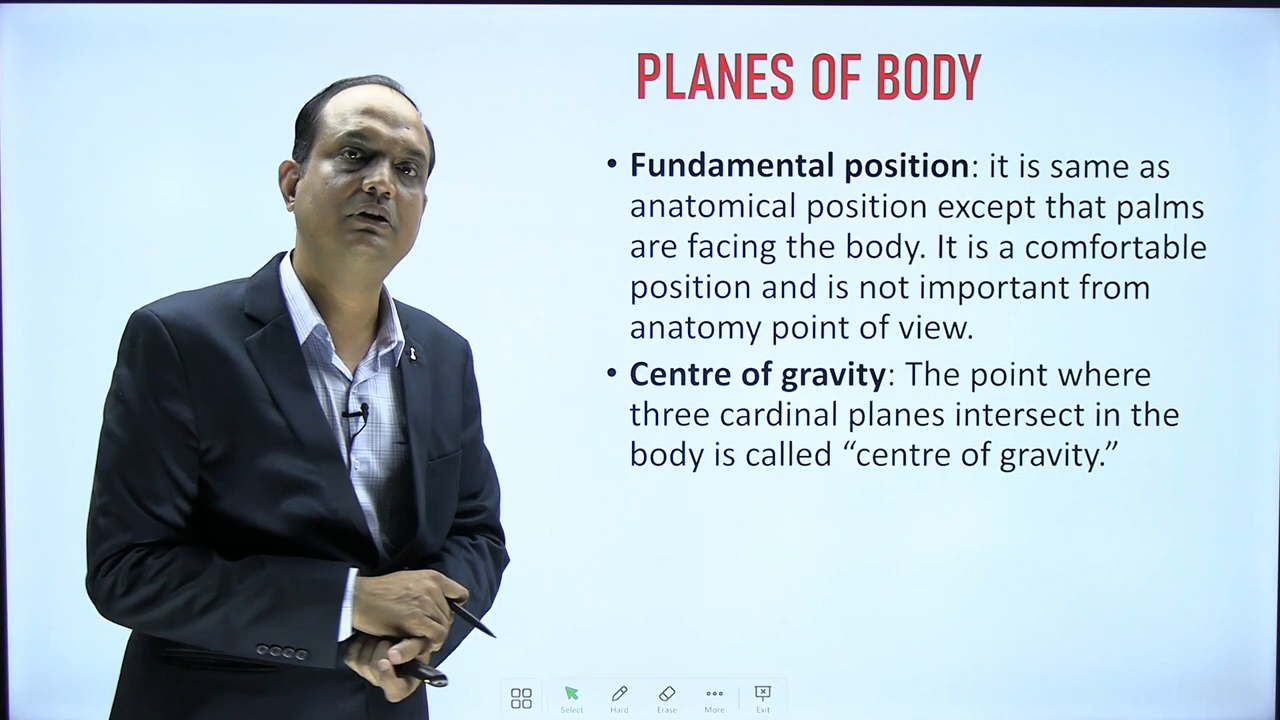 PLANES OF BODY
• Fundamental position: it is same as
anatomical position except that palms
are facing the body. It is a comfortable
position and is not important from
anatomy point of view.
• Centre of gravity: The point where
three cardinal planes intersect in the
body is called “centre of gravity.”
Select Hard Erase More Exit